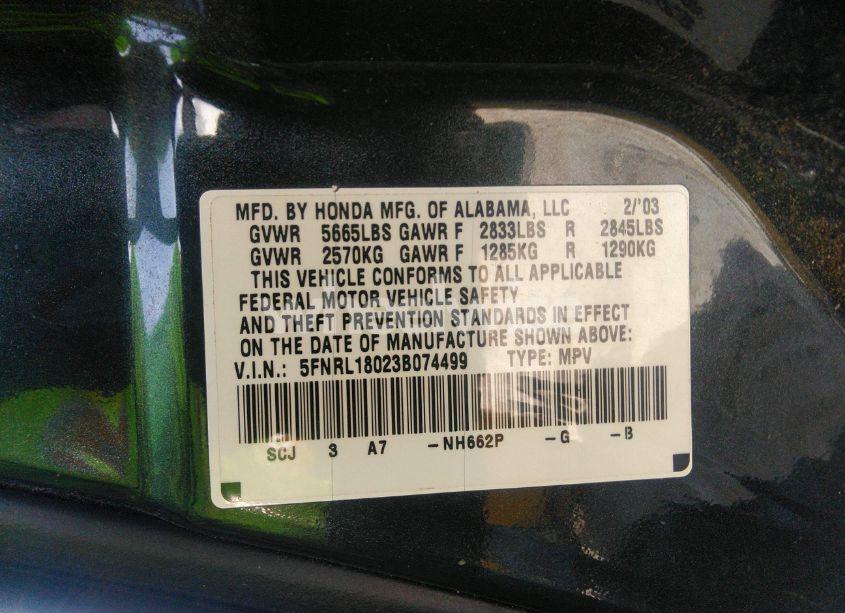 MFD. BY HONDA MFG. OF ALABAMA, LLC 2/'03
GVWR 5665LBS GAWR F 2833LBS R 2845LBS
GVWR 2570KG GAWR F 1285KG R 1290KG
THIS VEHICLE CONFORMS TO ALL APPLICABLE
FEDERAL MOTOR VEHICLE SAFETY
AND THEFT PREVENTION STANDARDS IN EFFECT
ON THE DATE OF MANUFACTURE SHOWN ABOVE:
V.I.N.: 5FNRL18023B074499 TYPE: MPV
SCJ 3 A7 -NH662P -G -B